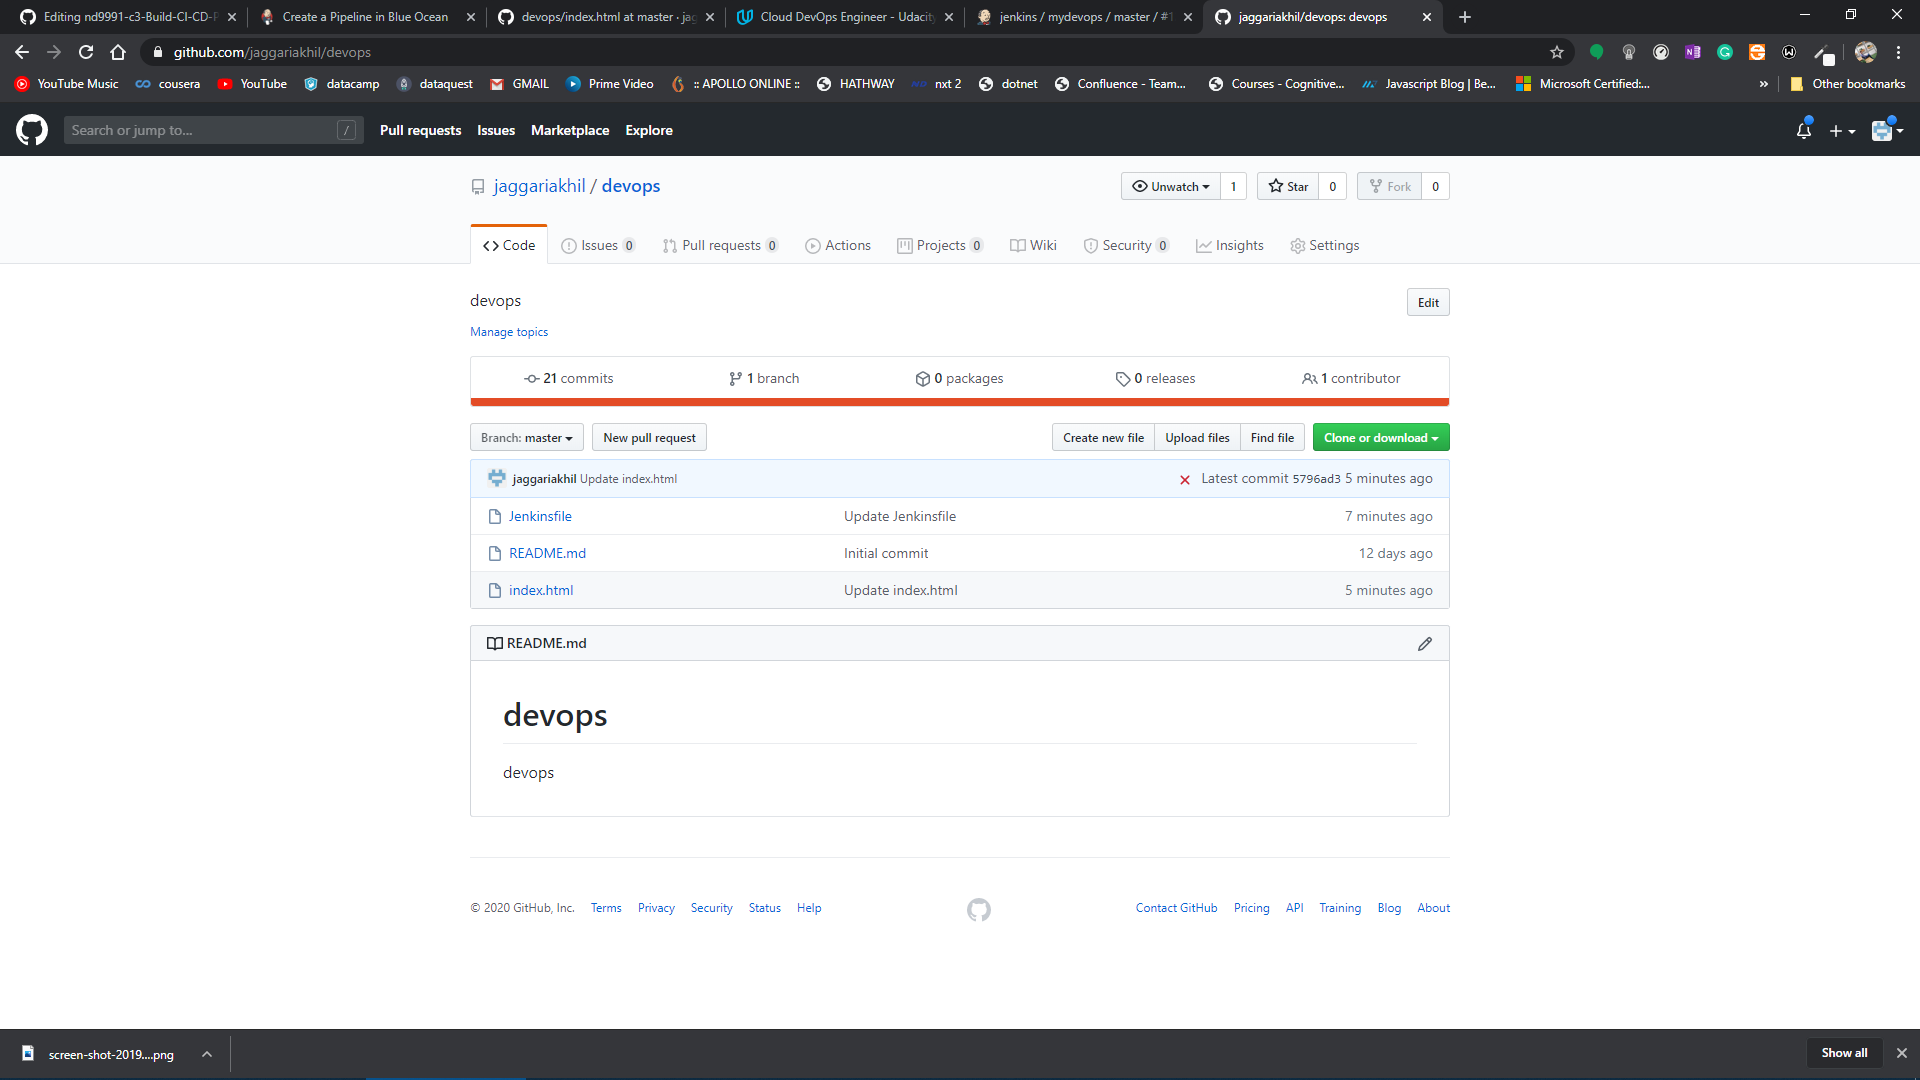 Editing nd9991-c3-Build-CI-CD-P
Create a Pipeline in Blue Ocean
devops/index.html at master · jag
Cloud DevOps Engineer - Udacity
jenkins / mydevops / master / #1
jaggariakhil/devops: devops
github.com/jaggariakhil/devops
YouTube Music
cousera
YouTube
datacamp
dataquest
GMAIL
Prime Video
:: APOLLO ONLINE ::
HATHWAY
nxt 2
dotnet
Confluence - Team...
Courses - Cognitive...
Javascript Blog | Be...
Microsoft Certified:...
»
Other bookmarks
Search or jump to...
/
Pull requests
Issues
Marketplace
Explore
jaggariakhil / devops
Unwatch 1
Star 0
Fork 0
Code
Issues 0
Pull requests 0
Actions
Projects 0
Wiki
Security 0
Insights
Settings
devops
Edit
Manage topics
21 commits
1 branch
0 packages
0 releases
1 contributor
Branch: master
New pull request
Create new file
Upload files
Find file
Clone or download
jaggariakhil Update index.html
Latest commit 5796ad3 5 minutes ago
Jenkinsfile
Update Jenkinsfile
7 minutes ago
README.md
Initial commit
12 days ago
index.html
Update index.html
5 minutes ago
README.md
devops
devops
© 2020 GitHub, Inc.
Terms
Privacy
Security
Status
Help
Contact GitHub
Pricing
API
Training
Blog
About
screen-shot-2019....png
Show all